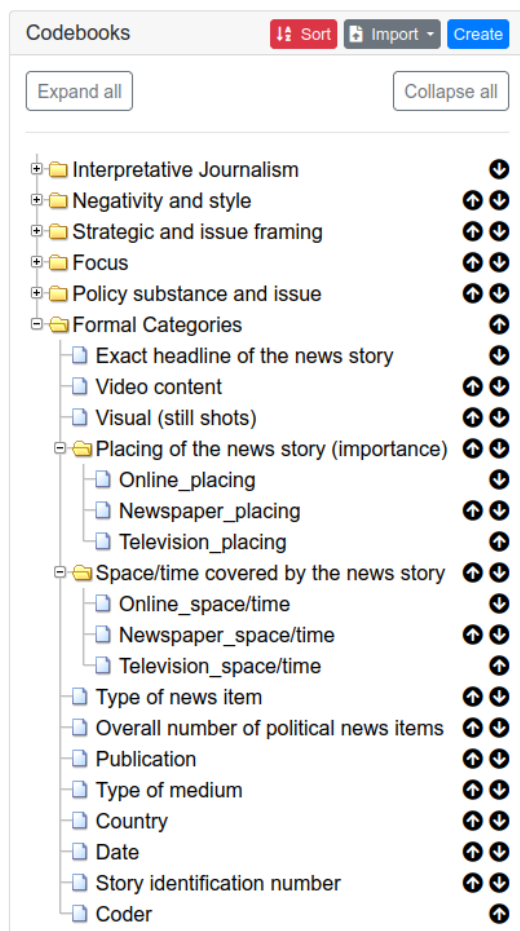 Codebooks Sort Import Create
Expand all Collapse all
Interpretative Journalism
Negativity and style
Strategic and issue framing
Focus
Policy substance and issue
Formal Categories
Exact headline of the news story
Video content
Visual (still shots)
Placing of the news story (importance)
Online_placing
Newspaper_placing
Television_placing
Space/time covered by the news story
Online_space/time
Newspaper_space/time
Television_space/time
Type of news item
Overall number of political news items
Publication
Type of medium
Country
Date
Story identification number
Coder